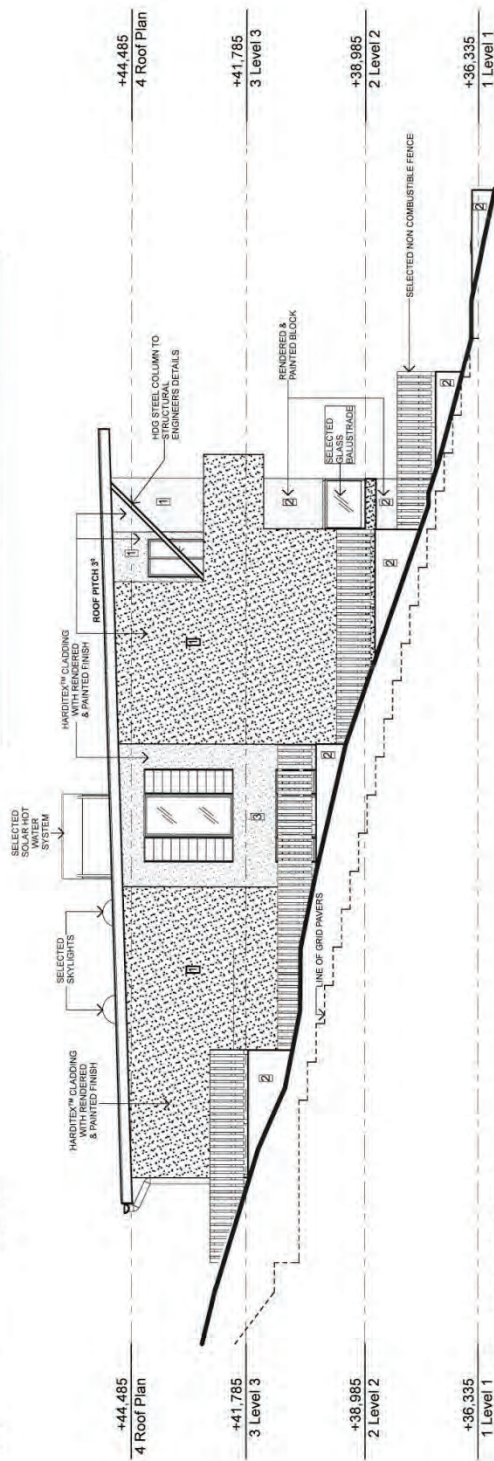 +44,485
4 Roof Plan
+41,785
3 Level 3
+38,985
2 Level 2
+36,335
1 Level 1
HARDITEX™ CLADDING
WITH RENDERED
& PAINTED FINISH
SELECTED
SKYLIGHTS
SELECTED
SOLAR HOT
WATER
SYSTEM
HARDITEX™ CLADDING
WITH RENDERED
& PAINTED FINISH
ROOF PITCH 3°
HDG STEEL COLUMN TO
STRUCTURAL
ENGINEERS DETAILS
RENDERED &
PAINTED BLOCK
SELECTED
GLASS
BALUSTRADE
SELECTED NON COMBUSTIBLE FENCE
LINE OF GRID PAVERS
1
3
1
1
1
2
2
2
2
2
2
2
+44,485
4 Roof Plan
+41,785
3 Level 3
+38,985
2 Level 2
+36,335
1 Level 1